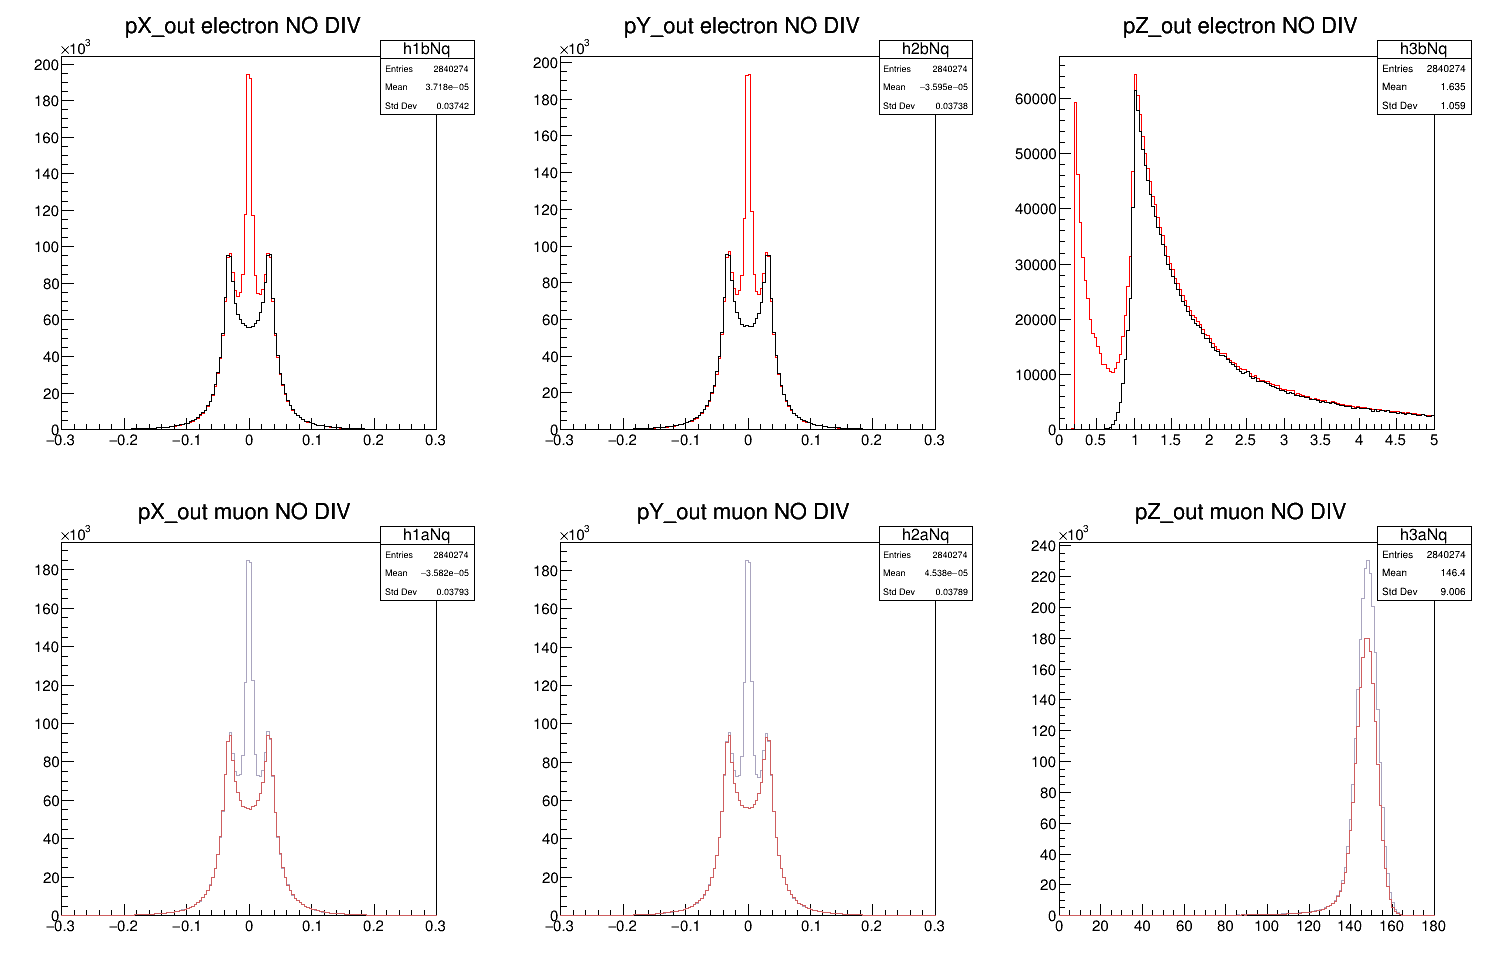 pX_out electron NO DIV
×10³
h1bNq
Entries 2840274
Mean 3.718e−05
Std Dev 0.03742
200
180
160
140
120
100
80
60
40
20
0
−0.3 −0.2 −0.1 0 0.1 0.2 0.3
pY_out electron NO DIV
×10³
h2bNq
Entries 2840274
Mean −3.595e−05
Std Dev 0.03738
200
180
160
140
120
100
80
60
40
20
0
−0.3 −0.2 −0.1 0 0.1 0.2 0.3
pZ_out electron NO DIV
h3bNq
Entries 2840274
Mean 1.635
Std Dev 1.059
60000
50000
40000
30000
20000
10000
0
0 0.5 1 1.5 2 2.5 3 3.5 4 4.5 5
pX_out muon NO DIV
×10³
h1aNq
Entries 2840274
Mean −3.582e−05
Std Dev 0.03793
180
160
140
120
100
80
60
40
20
0
−0.3 −0.2 −0.1 0 0.1 0.2 0.3
pY_out muon NO DIV
×10³
h2aNq
Entries 2840274
Mean 4.538e−05
Std Dev 0.03789
180
160
140
120
100
80
60
40
20
0
−0.3 −0.2 −0.1 0 0.1 0.2 0.3
pZ_out muon NO DIV
×10³
h3aNq
Entries 2840274
Mean 146.4
Std Dev 9.006
240
220
200
180
160
140
120
100
80
60
40
20
0
0 20 40 60 80 100 120 140 160 180